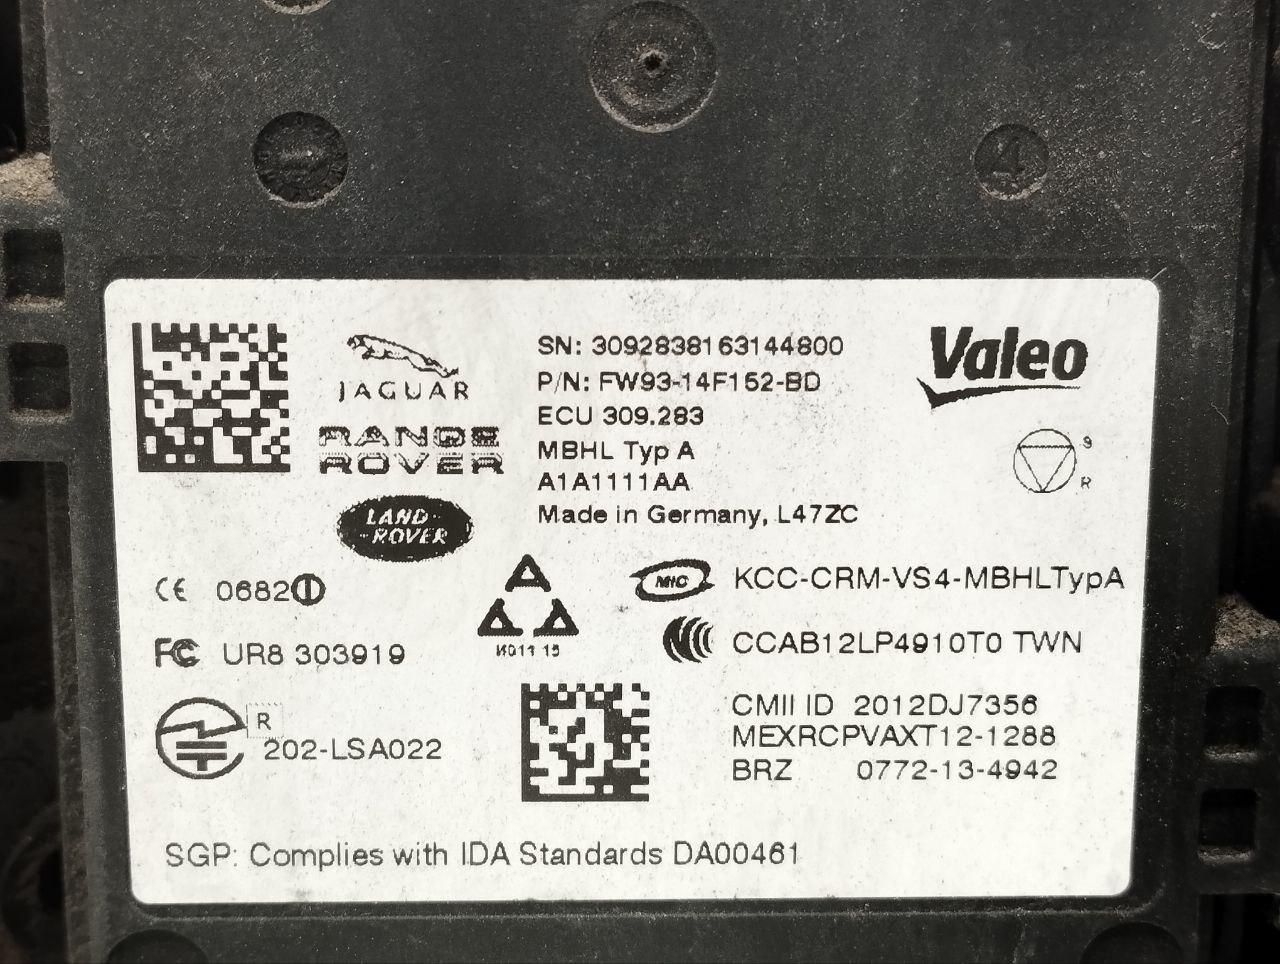 4
JAGUAR
RANGE
ROVER
LAND-
-ROVER
SN: 3092838163144800
P/N: FW93-14F152-BD
ECU 309.283
MBHL Typ A
A1A1111AA
Made in Germany, L47ZC
Valeo
R
CE 0682
FC UR8 303919
R
202-LSA022
MIC KCC-CRM-VS4-MBHLTypA
CCAB12LP4910T0 TWN
CMII ID 2012DJ7356
MEXRCPVAXT12-1288
BRZ 0772-13-4942
SGP: Complies with IDA Standards DA00461